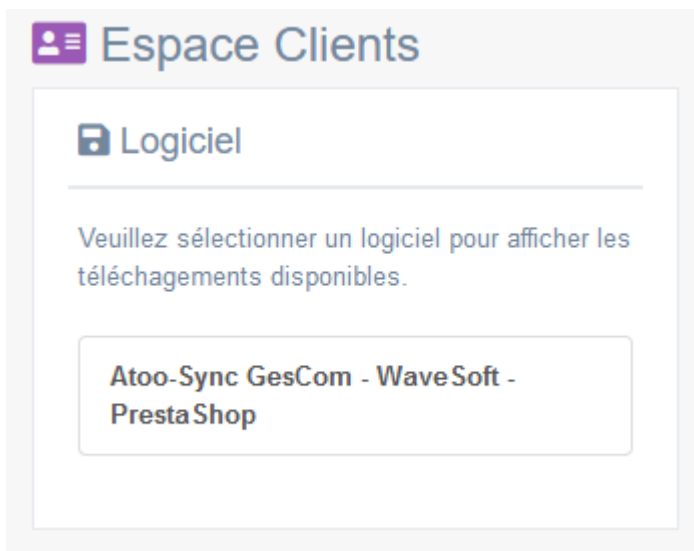 Espace Clients
Logiciel
Veuillez sélectionner un logiciel pour afficher les
téléchagements disponibles.
Atoo-Sync GesCom - WaveSoft -
PrestaShop